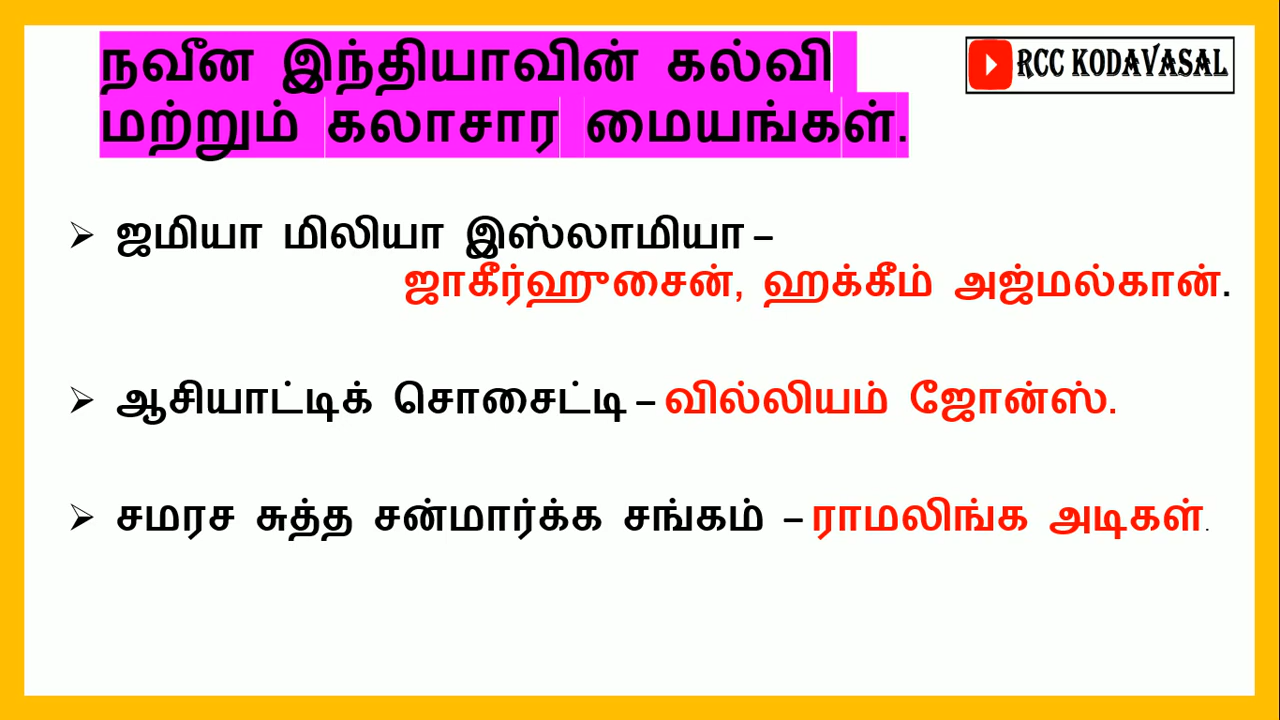 நவீன இந்தியாவின் கல்வி
மற்றும் கலாசார மையங்கள்.
RCC KODAVASAL
➢ ஜமியா மிலியா இஸ்லாமியா –
ஜாகீர்ஹுசைன், ஹக்கீம் அஜ்மல்கான்.
➢ ஆசியாட்டிக் சொசைட்டி – வில்லியம் ஜோன்ஸ்.
➢ சமரச சுத்த சன்மார்க்க சங்கம் – ராமலிங்க அடிகள்.